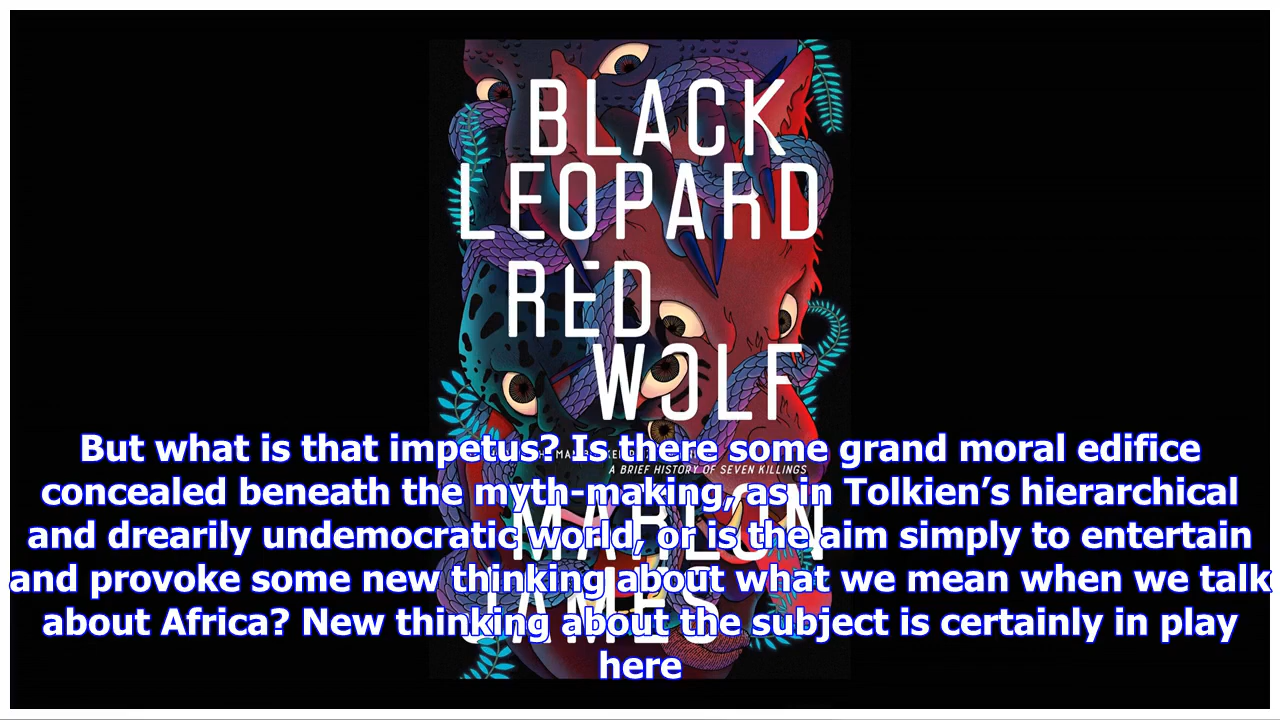 BLACK
LEOPARD
RED
WOLF
But what is that impetus? Is there some grand moral edifice
A BRIEF HISTORY OF SEVEN KILLINGS
concealed beneath the myth-making, as in Tolkien’s hierarchical
MARLON
and drearily undemocratic world, or is the aim simply to entertain
and provoke some new thinking about what we mean when we talk
JAMES
about Africa? New thinking about the subject is certainly in play
here